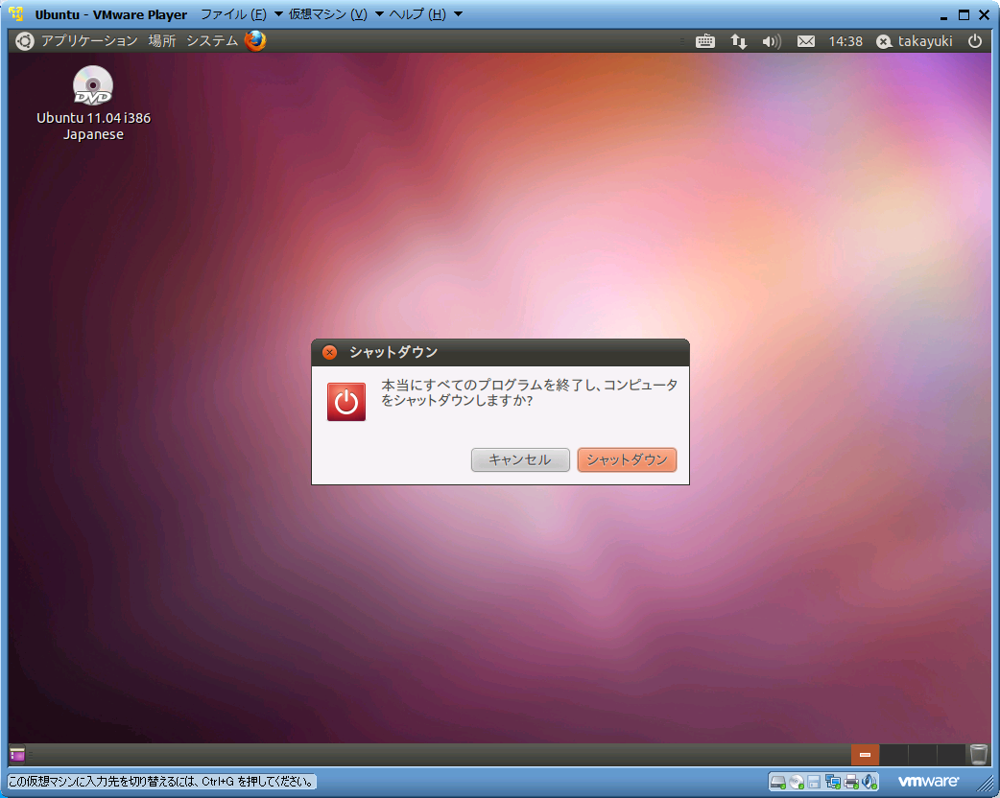 Ubuntu - VMware Player ファイル (F) 仮想マシン (V) ヘルプ (H)
アプリケーション 場所 システム 14:38 takayuki
DVD
Ubuntu 11.04 i386
Japanese
シャットダウン
本当にすべてのプログラムを終了し、コンピュータ
をシャットダウンしますか?
キャンセル シャットダウン
この仮想マシンに入力先を切り替えるには、Ctrl+G を押してください。 vmware